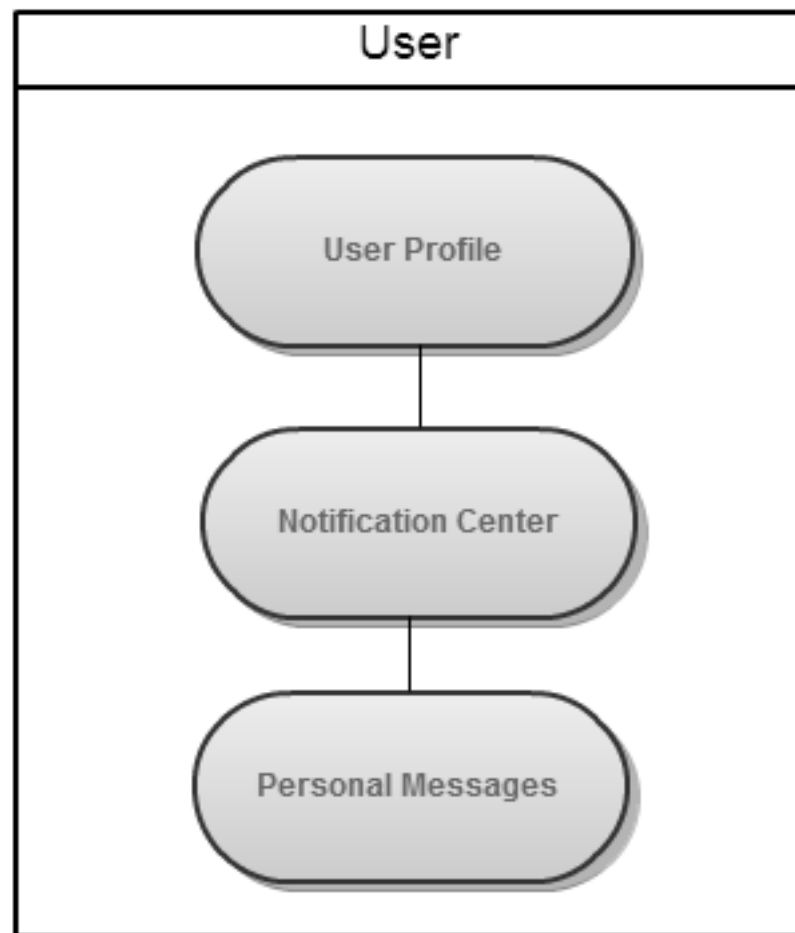 User
User Profile
Notification Center
Personal Messages